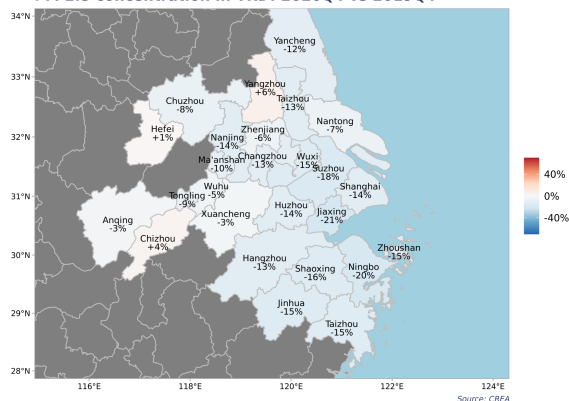 34°N
Yancheng
-12%
33°N
Yangzhou
+6%
Chuzhou
-8%
Taizhou
-13%
Nantong
-7%
Hefei
+1%
32°N
Zhenjiang
-6%
Nanjing
-14%
Ma'anshan
-10%
Changzhou
-13%
Wuxi
-15%
Suzhou
-18%
Shanghai
-14%
Wuhu
-5%
Tongling
-9%
31°N
Xuancheng
-3%
Huzhou
-14%
Jiaxing
-21%
Anqing
-3%
Chizhou
+4%
30°N
Hangzhou
-13%
Shaoxing
-16%
Ningbo
-20%
Zhoushan
-15%
Jinhua
-15%
Taizhou
-15%
29°N
28°N
116°E 118°E 120°E 122°E 124°E
40%
0%
-40%
Source: CREA